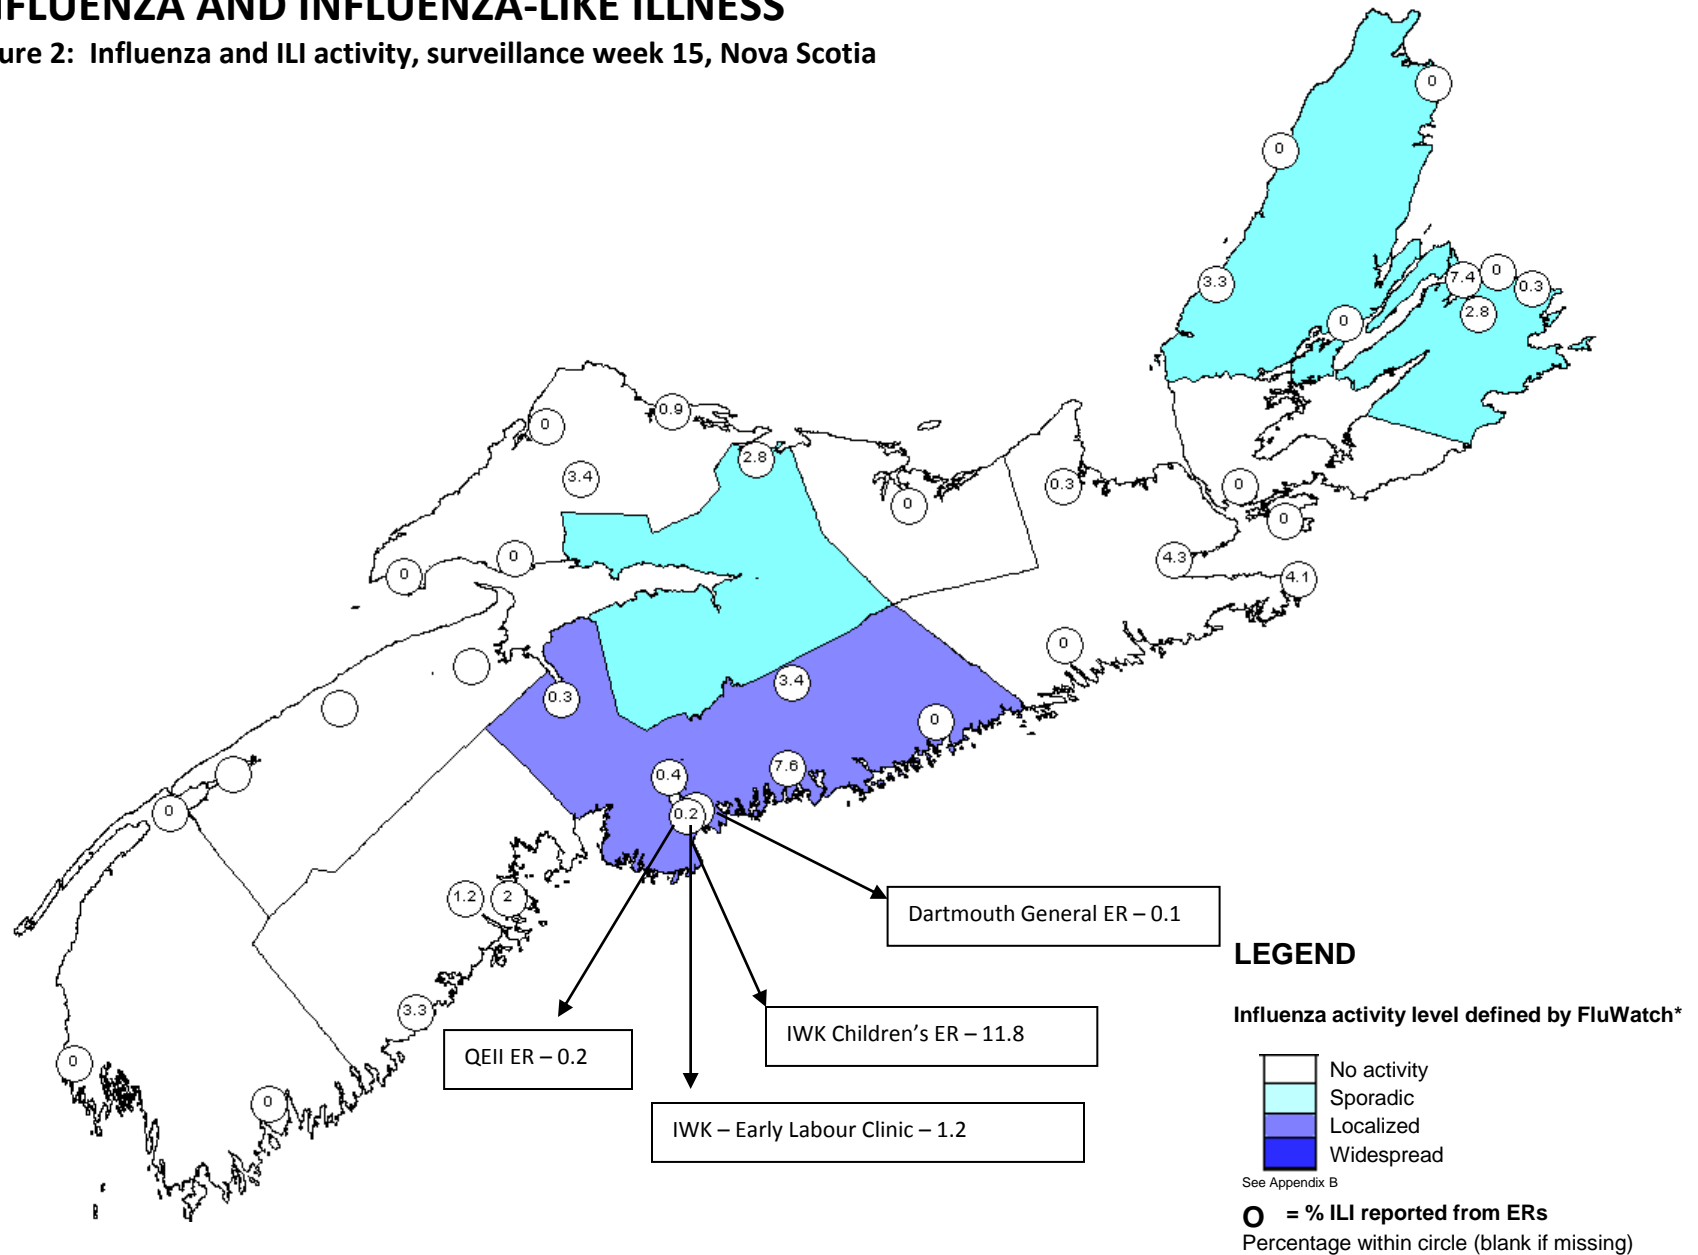 NFLUENZA AND INFLUENZA-LIKE ILLNESS
ure 2: Influenza and ILI activity, surveillance week 15, Nova Scotia
0
0
3.3
7.4
0
0.3
2.8
0
0.9
0
2.8
3.4
0
0.3
0
0
4.3
4.1
0
0
0
0.3
3.4
0
0.4
7.6
0.2
0
1.2
2
3.3
0
0
Dartmouth General ER – 0.1
IWK Children's ER – 11.8
QEII ER – 0.2
IWK – Early Labour Clinic – 1.2
LEGEND
Influenza activity level defined by FluWatch*
No activity
Sporadic
Localized
Widespread
See Appendix B
O = % ILI reported from ERs
Percentage within circle (blank if missing)